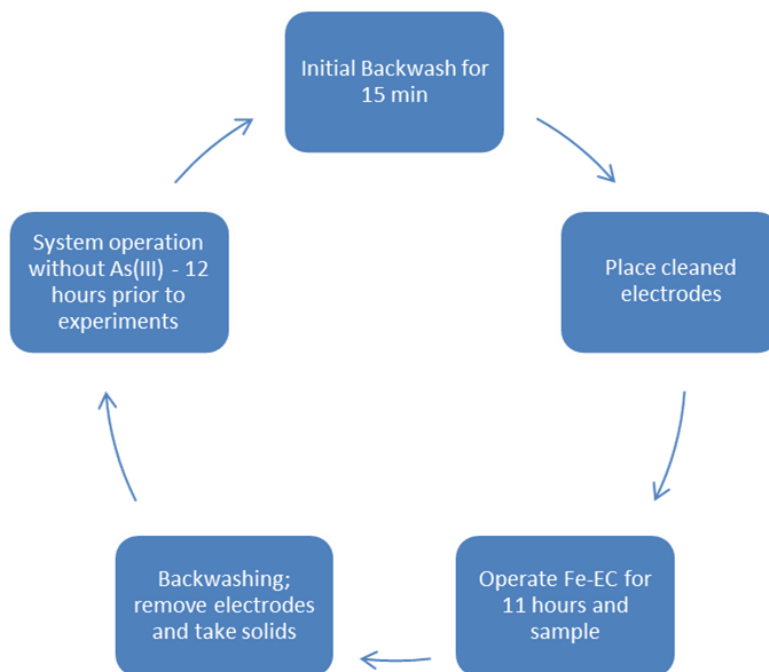 Initial Backwash for
15 min
Place cleaned
electrodes
Operate Fe-EC for
11 hours and
sample
Backwashing;
remove electrodes
and take solids
System operation
without As(III) - 12
hours prior to
experiments